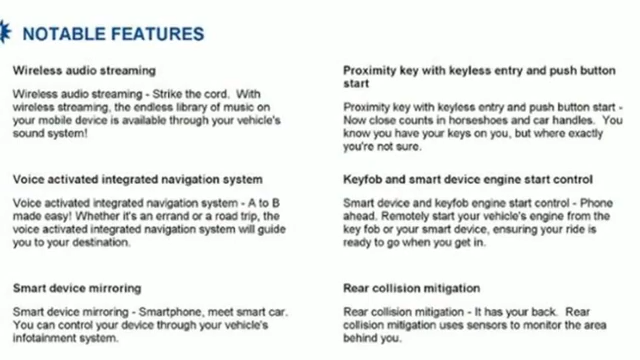 NOTABLE FEATURES
Wireless audio streaming
Wireless audio streaming - Strike the cord. With
wireless streaming, the endless library of music on
your mobile device is available through your vehicle's
sound system!
Voice activated integrated navigation system
Voice activated integrated navigation system - A to B
made easy! Whether it's an errand or a road trip, the
voice activated integrated navigation system will guide
you to your destination.
Smart device mirroring
Smart device mirroring - Smartphone, meet smart car.
You can control your device through your vehicle's
infotainment system.
Proximity key with keyless entry and push button
start
Proximity key with keyless entry and push button start -
Now close counts in horseshoes and car handles. You
know you have your keys on you, but where exactly
you're not sure.
Keyfob and smart device engine start control
Smart device and keyfob engine start control - Phone
ahead. Remotely start your vehicle's engine from the
key fob or your smart device, ensuring your ride is
ready to go when you get in.
Rear collision mitigation
Rear collision mitigation - It has your back. Rear
collision mitigation uses sensors to monitor the area
behind you.